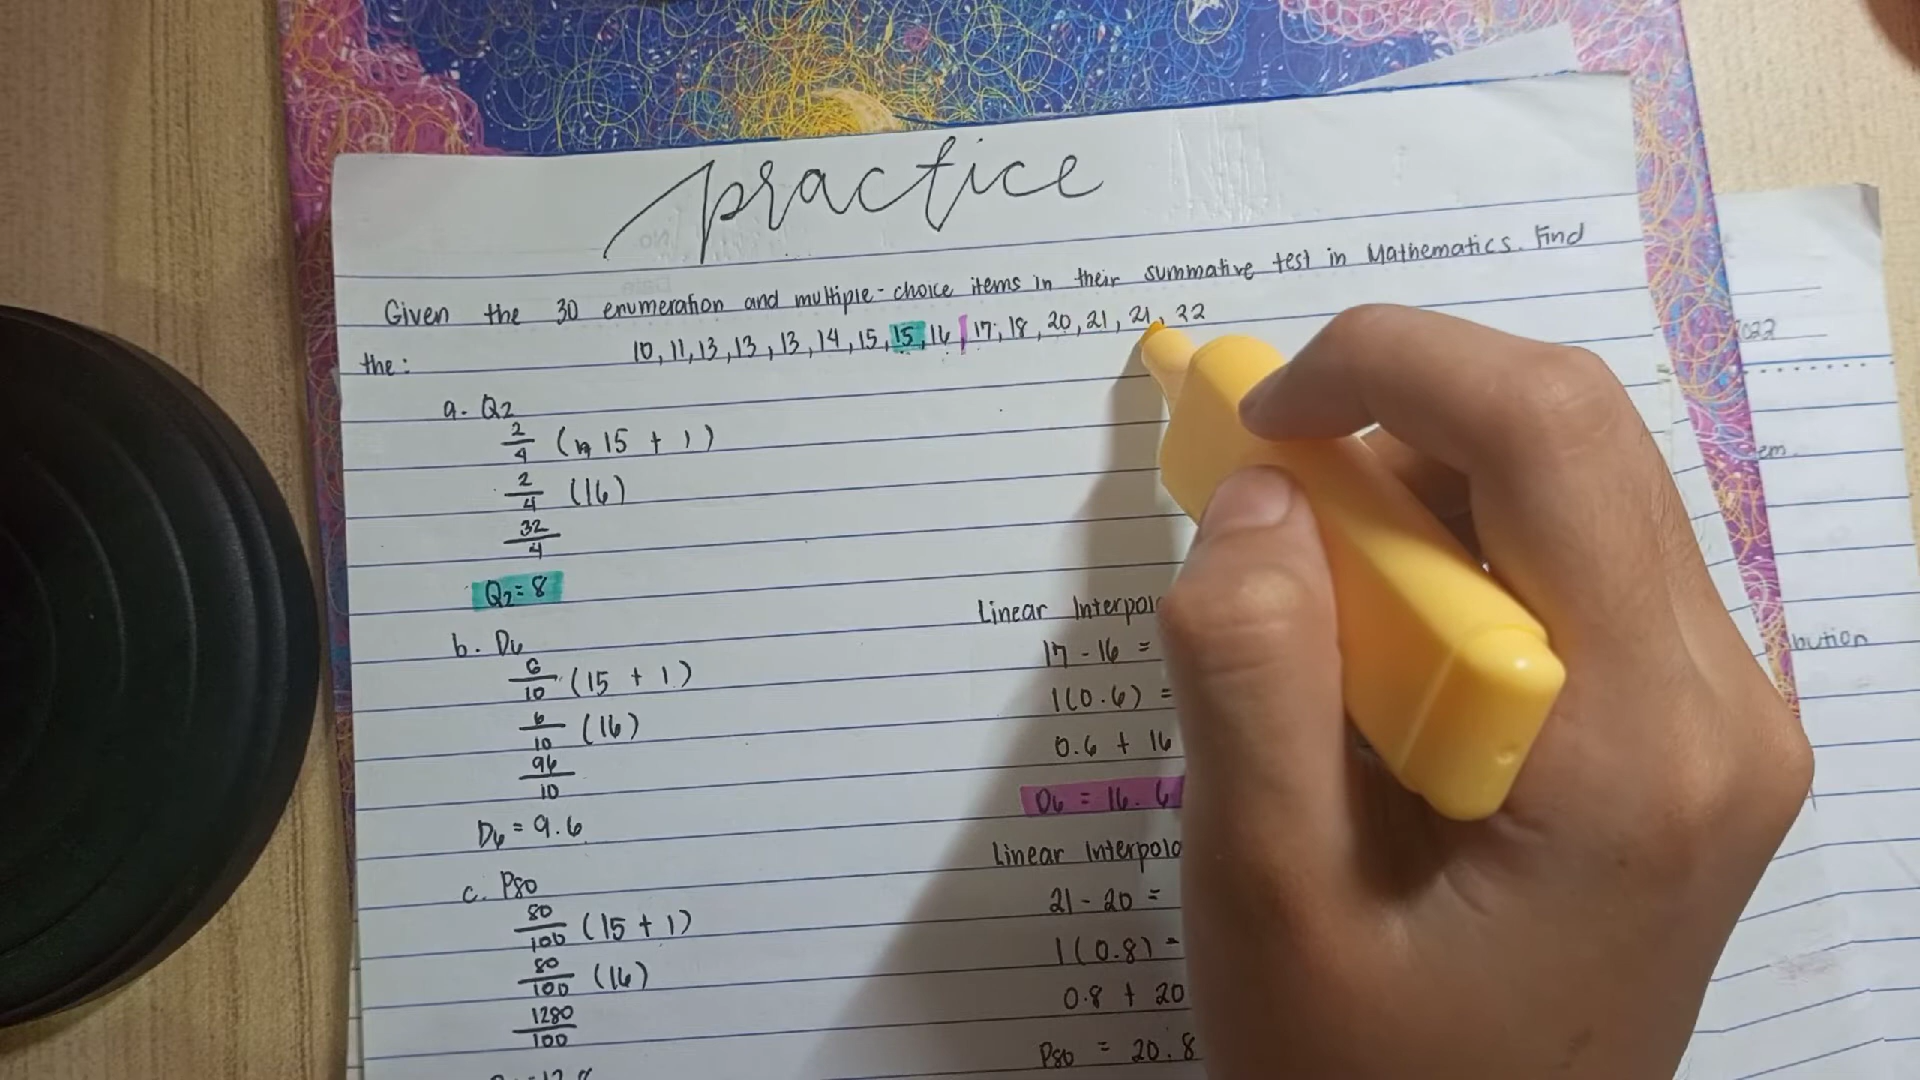 practice
Given the 30 enumeration and multiple-choice items in their summative test in Mathematics. Find
the:
10, 11, 13, 13, 13, 14, 15, 15, 16, 17, 18, 20, 21, 21, 22
a. Q2
2/4 (15 + 1)
2/4 (16)
32/4
Q2 = 8
b. D6
6/10 (15 + 1)
6/10 (16)
96/10
D6 = 9.6
Linear
17 - 16 =
1(0.6) =
0.6 + 16
D6 = 16.6
c. P80
80/100 (15 + 1)
80/100 (16)
1280/100
Linear
21 - 20 =
1(0.8) =
0.8 + 20
P80 = 20.8